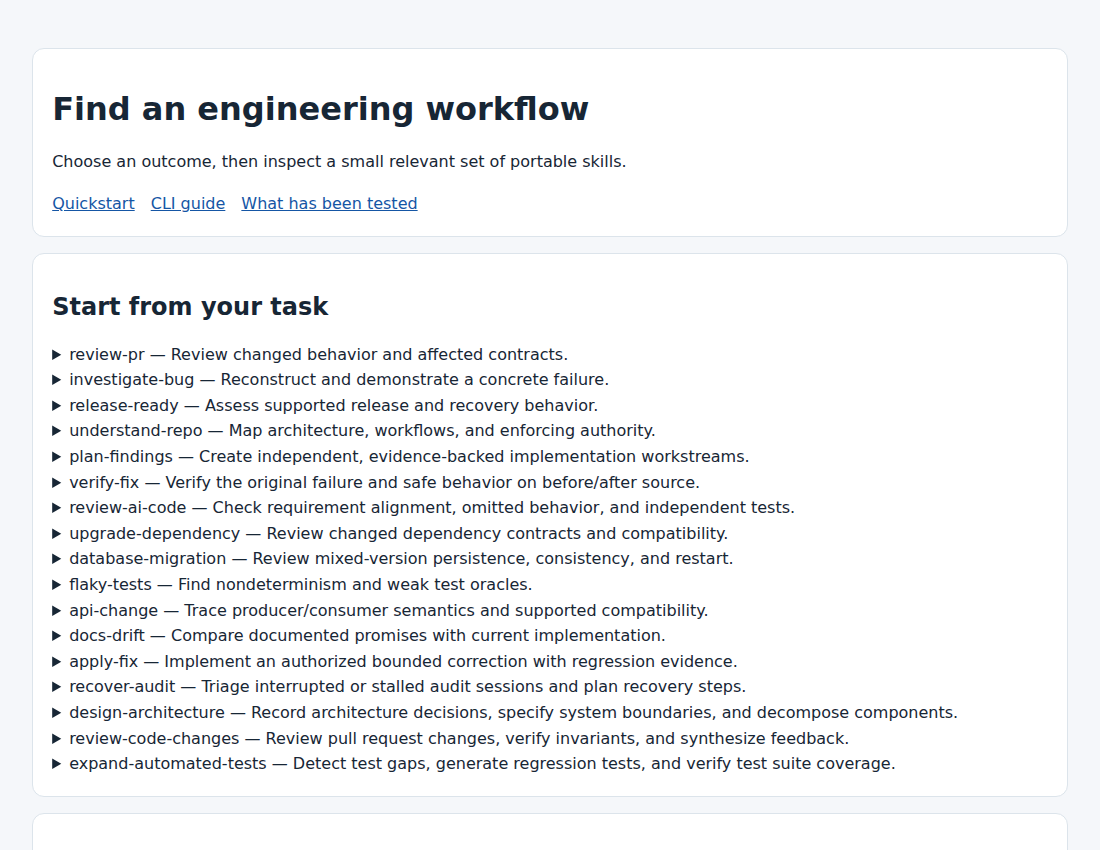 Find an engineering workflow
Choose an outcome, then inspect a small relevant set of portable skills.
Quickstart CLI guide What has been tested
Start from your task
▶ review-pr — Review changed behavior and affected contracts.
▶ investigate-bug — Reconstruct and demonstrate a concrete failure.
▶ release-ready — Assess supported release and recovery behavior.
▶ understand-repo — Map architecture, workflows, and enforcing authority.
▶ plan-findings — Create independent, evidence-backed implementation workstreams.
▶ verify-fix — Verify the original failure and safe behavior on before/after source.
▶ review-ai-code — Check requirement alignment, omitted behavior, and independent tests.
▶ upgrade-dependency — Review changed dependency contracts and compatibility.
▶ database-migration — Review mixed-version persistence, consistency, and restart.
▶ flaky-tests — Find nondeterminism and weak test oracles.
▶ api-change — Trace producer/consumer semantics and supported compatibility.
▶ docs-drift — Compare documented promises with current implementation.
▶ apply-fix — Implement an authorized bounded correction with regression evidence.
▶ recover-audit — Triage interrupted or stalled audit sessions and plan recovery steps.
▶ design-architecture — Record architecture decisions, specify system boundaries, and decompose components.
▶ review-code-changes — Review pull request changes, verify invariants, and synthesize feedback.
▶ expand-automated-tests — Detect test gaps, generate regression tests, and verify test suite coverage.